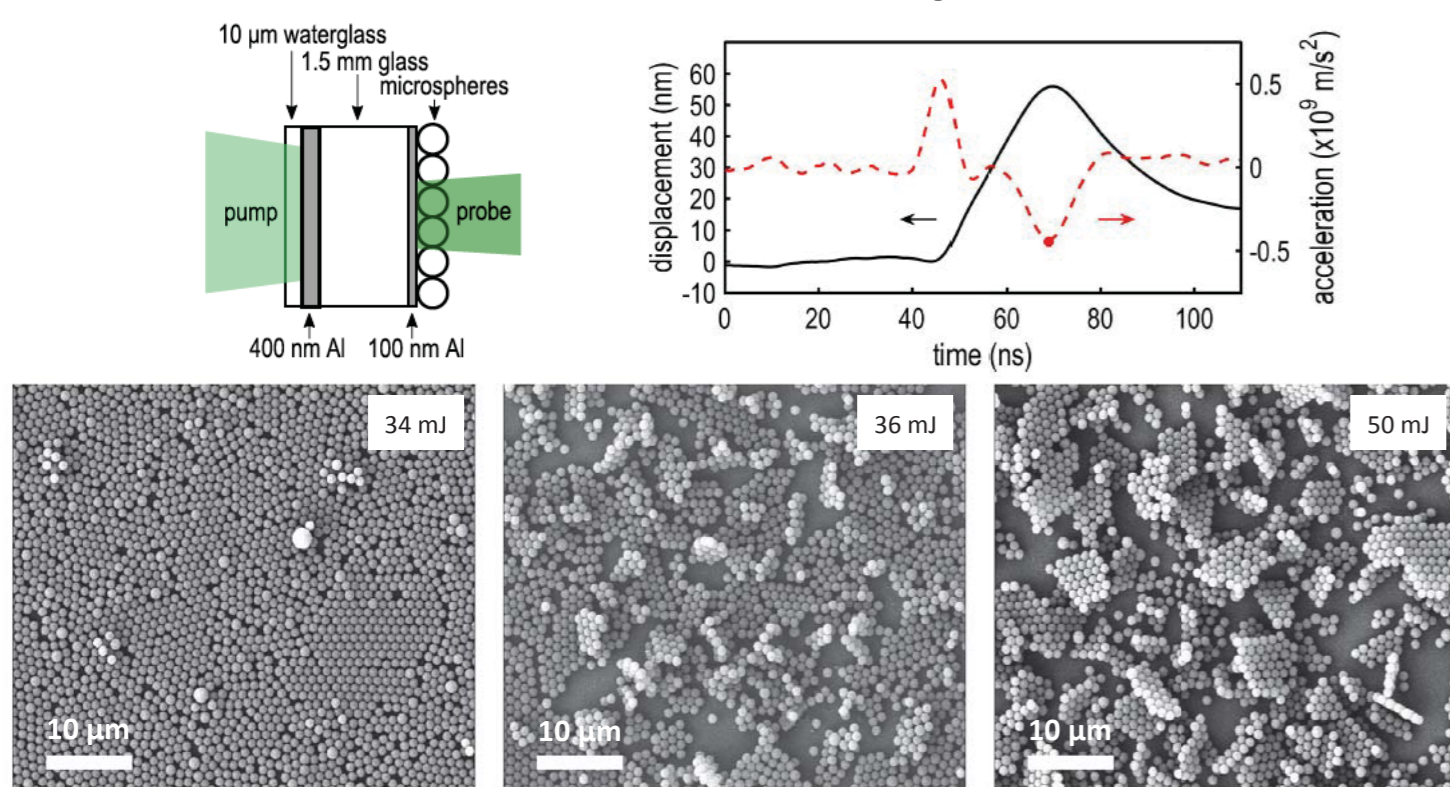 10 µm waterglass
1.5 mm glass
microspheres
pump
probe
400 nm Al
100 nm Al
displacement (nm)
60
50
40
30
20
10
0
-10
0
20
40
60
80
100
time (ns)
0.5
0
-0.5
acceleration (x10⁹ m/s²)
34 mJ
36 mJ
50 mJ
10 µm
10 µm
10 µm